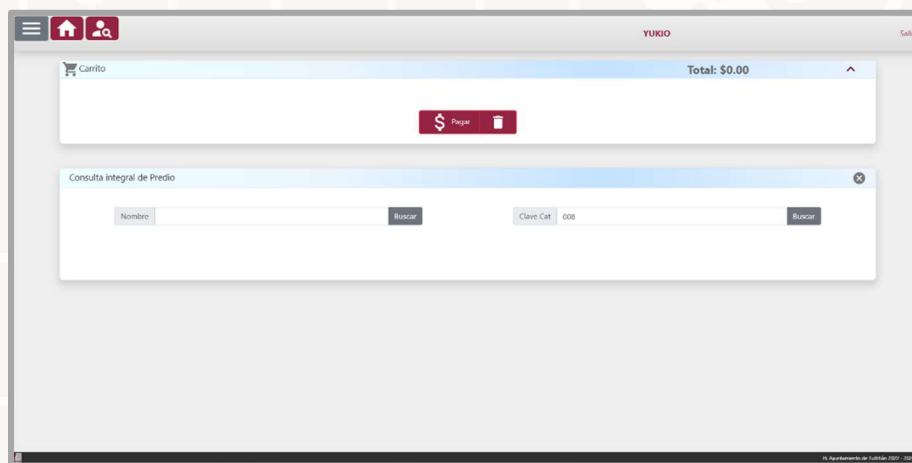 YUKIO
Carrito
Total: $0.00
$ Pagar
Consulta integral de Predio
Nombre
Buscar
Clave Cat
008
Buscar
H. Ayuntamiento de Tultitlán 2022 -